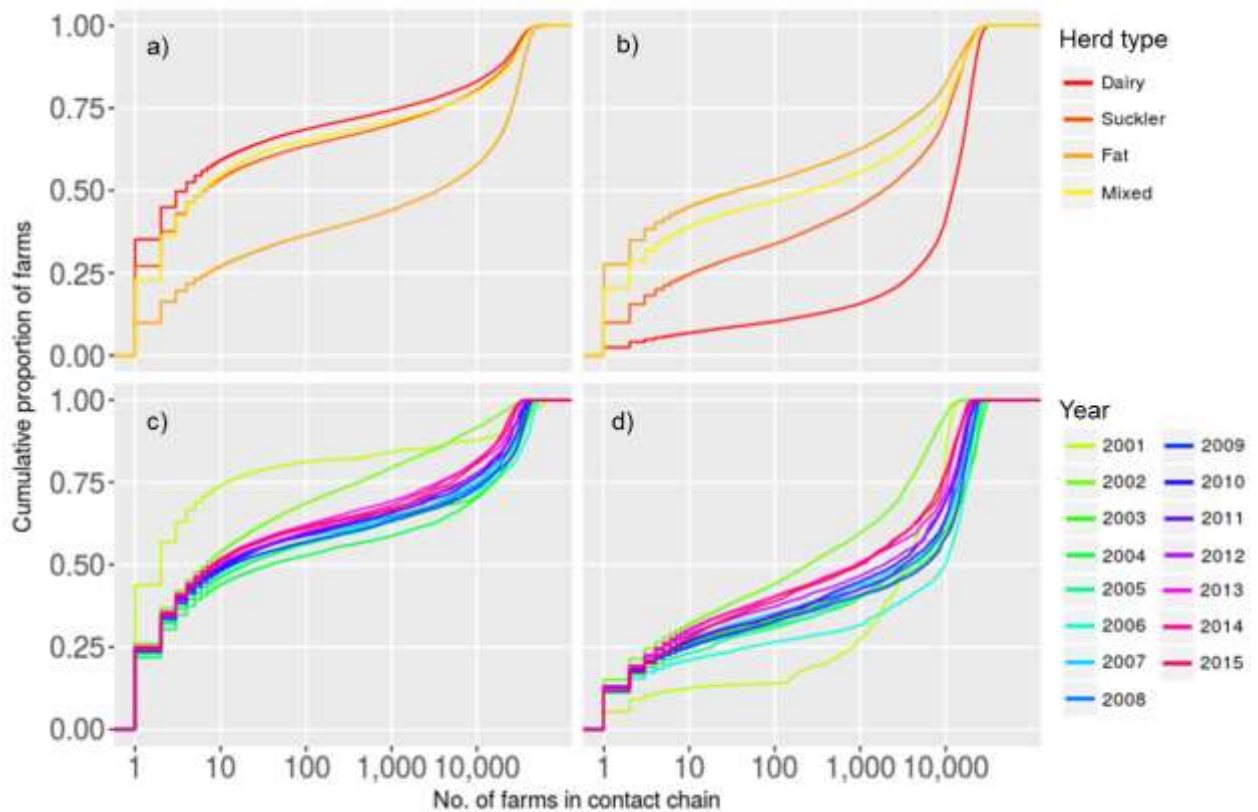 a)
b)
1.00
0.75
0.50
0.25
0.00
Herd type
Dairy
Suckler
Fat
Mixed
Cumulative proportion of farms
c)
d)
1.00
0.75
0.50
0.25
0.00
Year
2001
2002
2003
2004
2005
2006
2007
2008
2009
2010
2011
2012
2013
2014
2015
1 10 100 1,000 10,000
1 10 100 1,000 10,000
No. of farms in contact chain